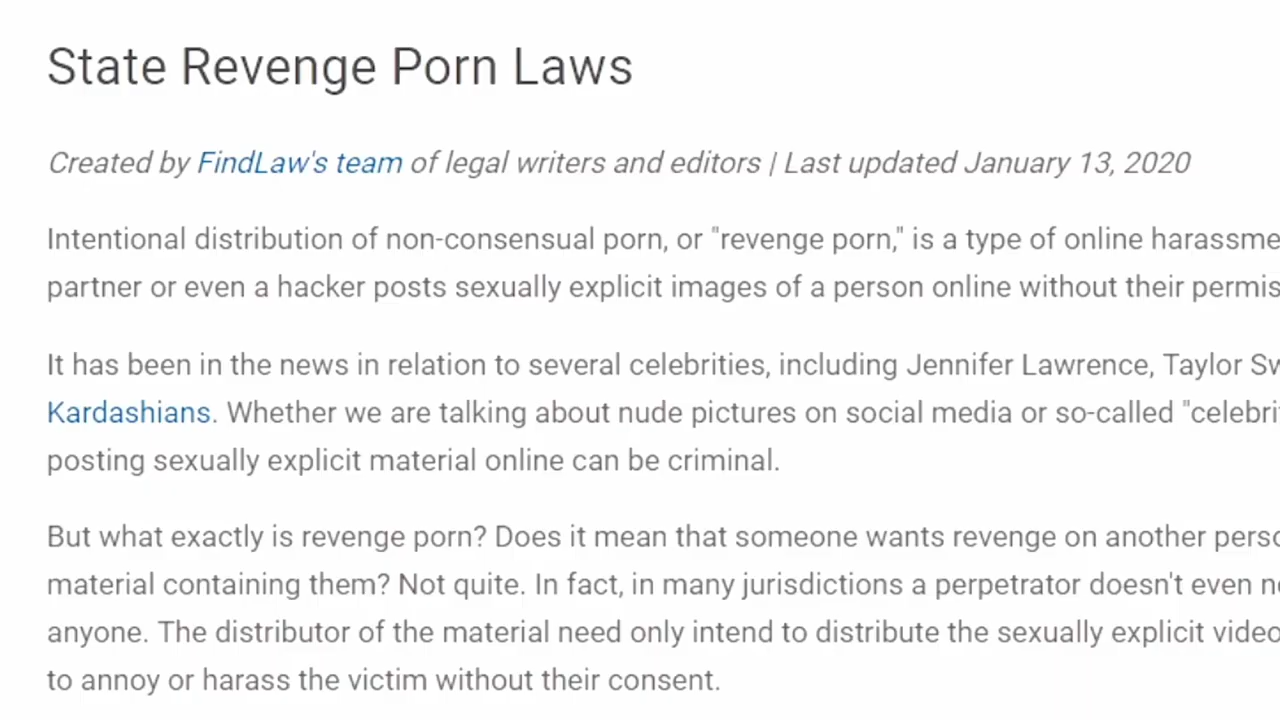 State Revenge Porn Laws
Created by FindLaw's team of legal writers and editors | Last updated January 13, 2020
Intentional distribution of non-consensual porn, or "revenge porn," is a type of online harassme
partner or even a hacker posts sexually explicit images of a person online without their permis
It has been in the news in relation to several celebrities, including Jennifer Lawrence, Taylor Sw
Kardashians. Whether we are talking about nude pictures on social media or so-called "celebri
posting sexually explicit material online can be criminal.
But what exactly is revenge porn? Does it mean that someone wants revenge on another perso
material containing them? Not quite. In fact, in many jurisdictions a perpetrator doesn't even ne
anyone. The distributor of the material need only intend to distribute the sexually explicit video
to annoy or harass the victim without their consent.